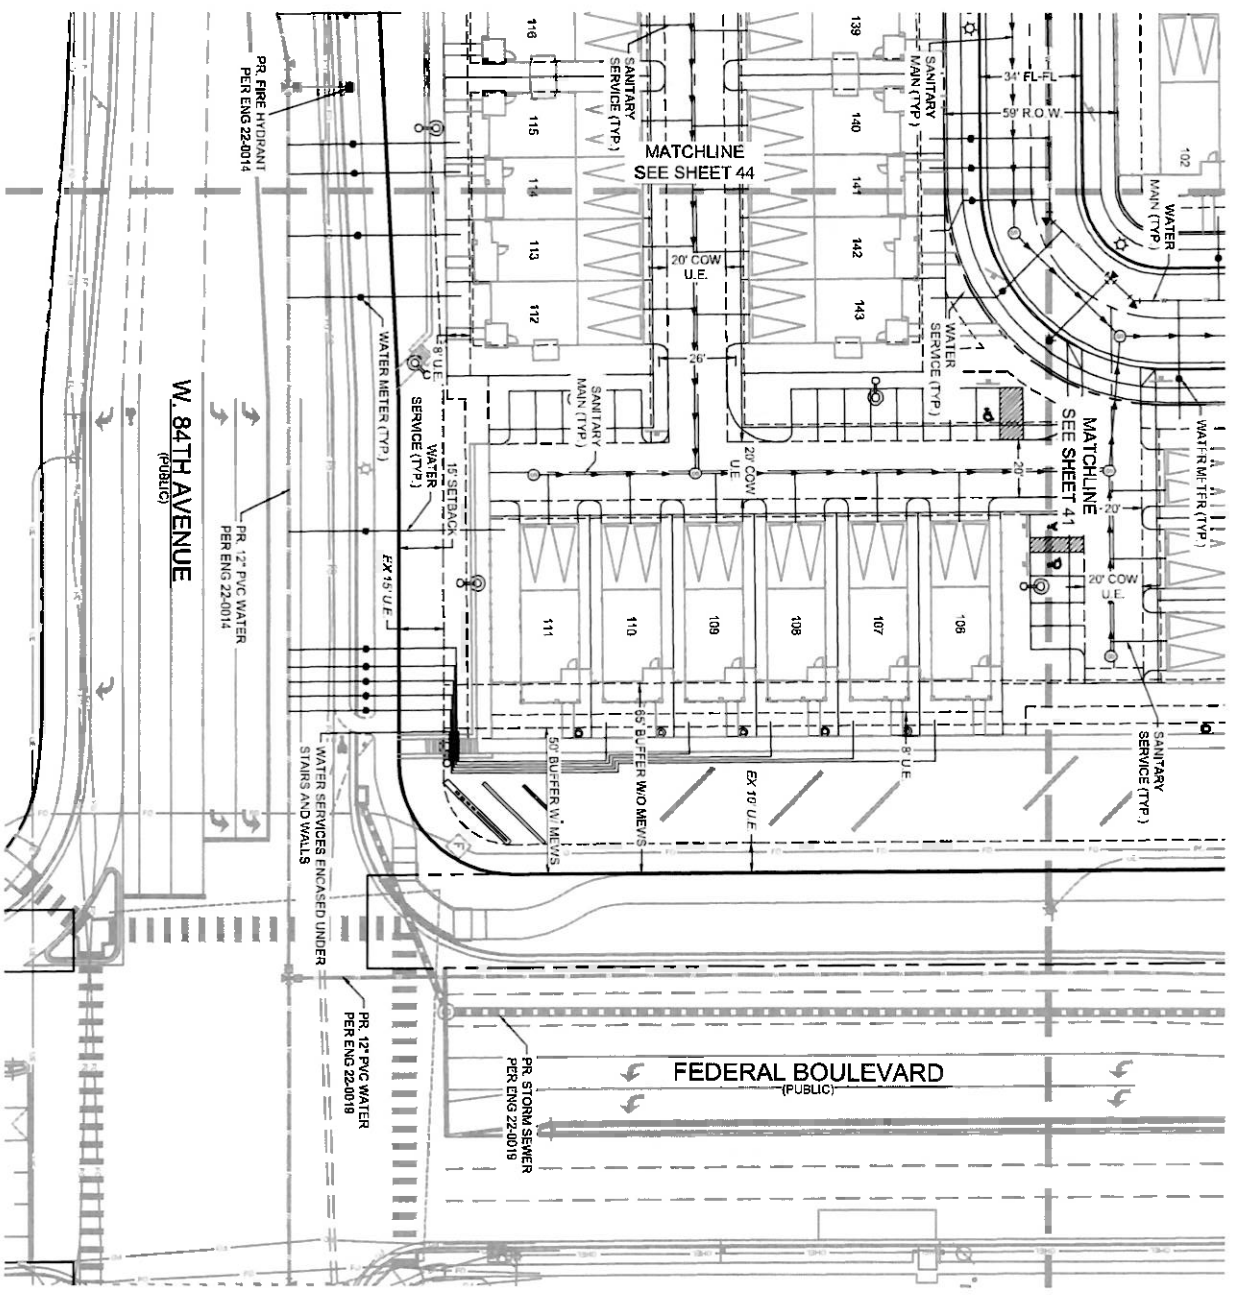 116
139
SANITARY
SERVICE (TYP.)
SANITARY
MAIN (TYP.)
34' FL-FL
59' R.O.W.
102
PR. FIRE HYDRANT
PER ENG 22-0014
115
140
MATCHLINE
SEE SHEET 44
114
141
WATER
MAIN (TYP.)
113
142
20' COW
U.E.
112
143
WATER
SERVICE (TYP.)
8' U.E.
26'
WATER METER (TYP.)
SANITARY
MAIN (TYP.)
MATCHLINE
SEE SHEET 41
WATER METER (TYP.)
W. 84TH AVENUE
(PUBLIC)
WATER
SERVICE (TYP.)
15' SETBACK
20' COW
U.E.
20'
20'
PR. 12" PVC WATER
PER ENG 22-0014
EX 15' U.E.
20' COW
U.E.
111
110
109
108
107
106
SANITARY
SERVICE (TYP.)
50' BUFFER W/ MEWS
65' BUFFER W/O MEWS
EX 10' U.E.
8' U.E.
WATER SERVICES ENCASED UNDER
STAIRS AND WALLS
F
PR. 12" PVC WATER
PER ENG 22-0019
PR. STORM SEWER
PER ENG 22-0019
FEDERAL BOULEVARD
(PUBLIC)